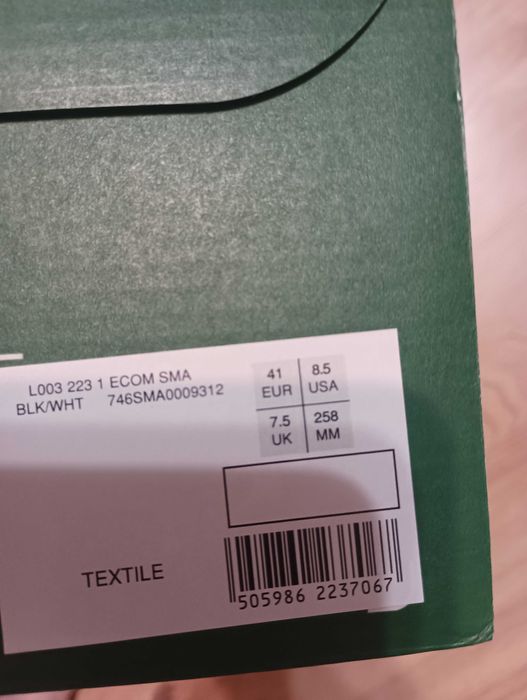 L003 223 1 ECOM SMA
BLK/WHT 746SMA0009312
41 EUR
8.5 USA
7.5 UK
258 MM
TEXTILE
505986 2237067